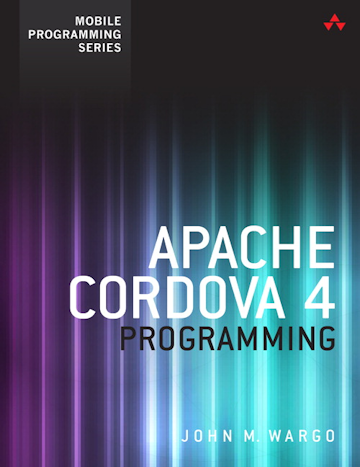 MOBILE
PROGRAMMING
SERIES
APACHE
CORDOVA 4
PROGRAMMING
JOHN M. WARGO